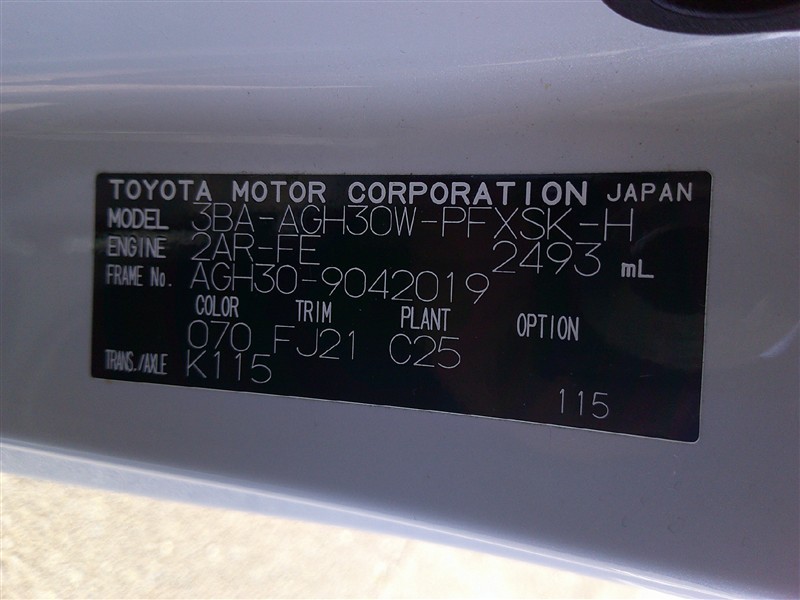 TOYOTA MOTOR CORPORATION JAPAN
MODEL 3BA-AGH30W-PFXSK-H
ENGINE 2AR-FE 2493 mL
FRAME No. AGH30-9042019
COLOR TRIM PLANT OPTION
070 FJ21 C25
TRANS./AXLE K115
115